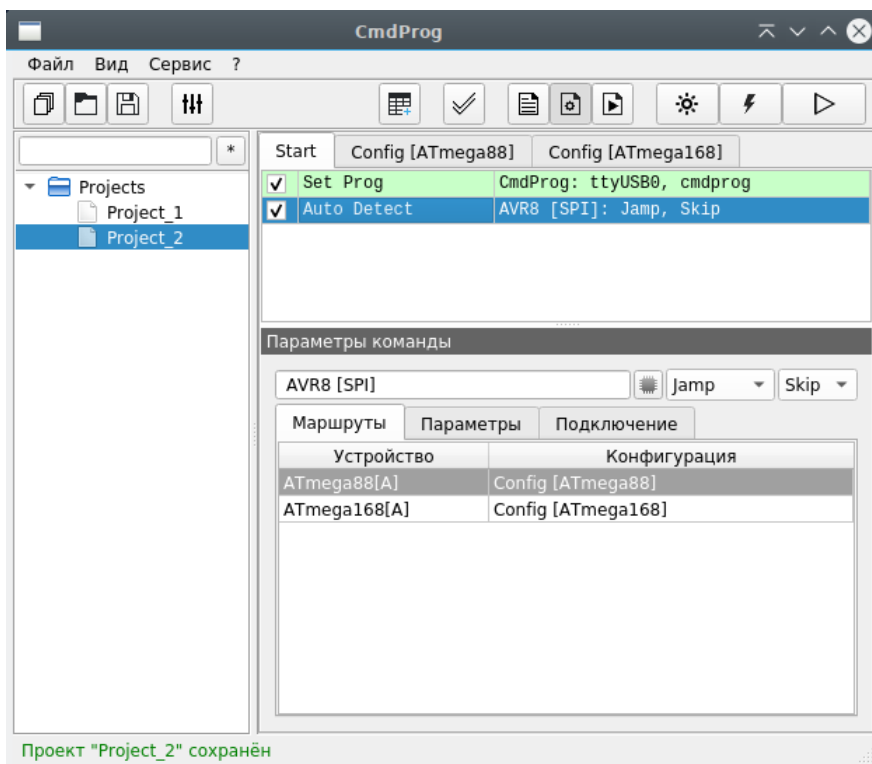 CmdProg
Файл Вид Сервис ?
*
Start Config [ATmega88] Config [ATmega168]
Projects
Project_1
Project_2
Set Prog CmdProg: ttyUSB0, cmdprog
Auto Detect AVR8 [SPI]: Jamp, Skip
Параметры команды
AVR8 [SPI] Jamp Skip
Маршруты Параметры Подключение
Устройство Конфигурация
ATmega88[A] Config [ATmega88]
ATmega168[A] Config [ATmega168]
Проект "Project_2" сохранён